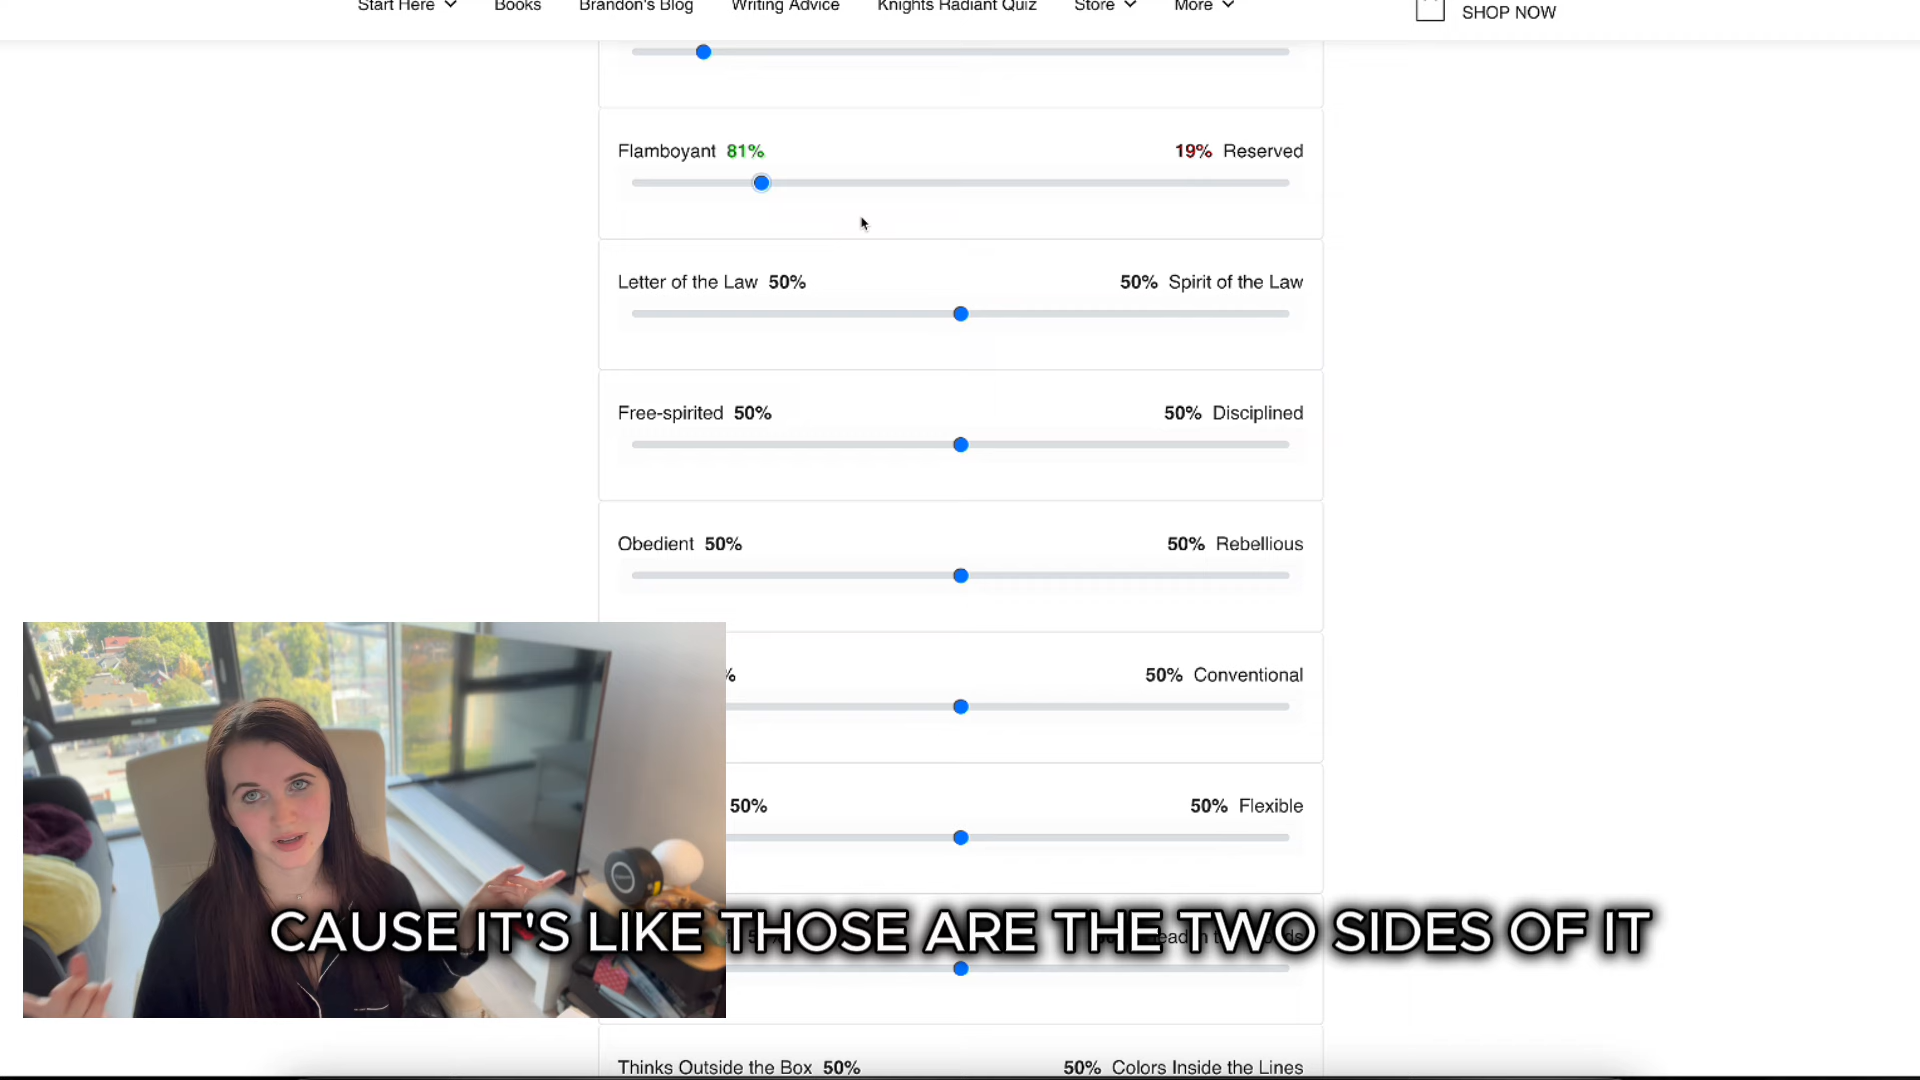 Start Here
Books
Brandon's Blog
Writing Advice
Knights Radiant Quiz
Store
More
SHOP NOW
Flamboyant 81%
19% Reserved
Letter of the Law 50%
50% Spirit of the Law
Free-spirited 50%
50% Disciplined
Obedient 50%
50% Rebellious
%
50% Conventional
50%
50% Flexible
CAUSE IT'S LIKE THOSE ARE THE TWO SIDES OF IT
Thinks Outside the Box 50%
50% Colors Inside the Lines